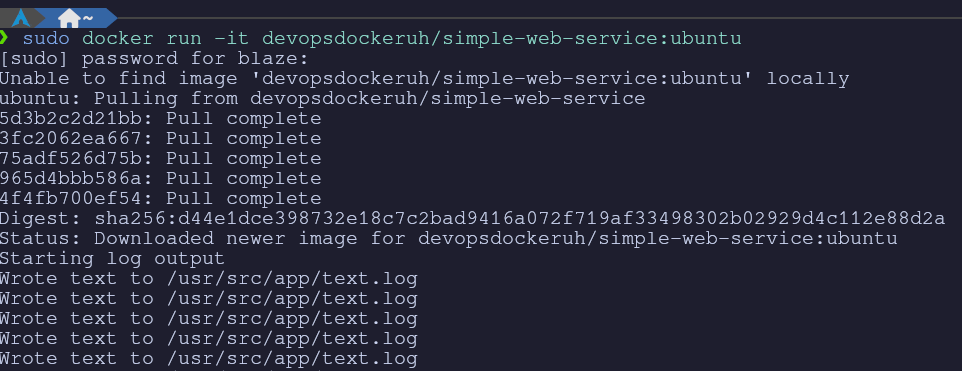 ~
❯ sudo docker run -it devopsdockeruh/simple-web-service:ubuntu
[sudo] password for blaze:
Unable to find image 'devopsdockeruh/simple-web-service:ubuntu' locally
ubuntu: Pulling from devopsdockeruh/simple-web-service
5d3b2c2d21bb: Pull complete
3fc2062ea667: Pull complete
75adf526d75b: Pull complete
965d4bbb586a: Pull complete
4f4fb700ef54: Pull complete
Digest: sha256:d44e1dce398732e18c7c2bad9416a072f719af33498302b02929d4c112e88d2a
Status: Downloaded newer image for devopsdockeruh/simple-web-service:ubuntu
Starting log output
Wrote text to /usr/src/app/text.log
Wrote text to /usr/src/app/text.log
Wrote text to /usr/src/app/text.log
Wrote text to /usr/src/app/text.log
Wrote text to /usr/src/app/text.log